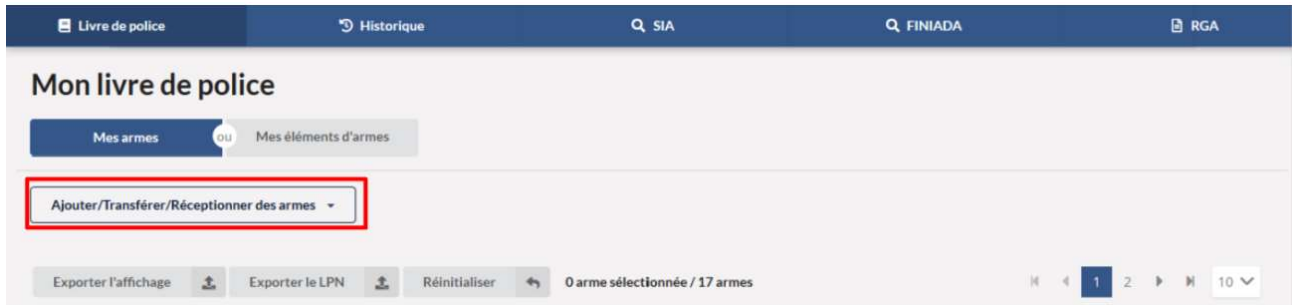 Livre de police Historique SIA FINIADA RGA
Mon livre de police
Mes armes ou Mes éléments d'armes
Ajouter/Transférer/Réceptionner des armes
Exporter l'affichage Exporter le LPN Réinitialiser 0 arme sélectionnée / 17 armes 1 2 10